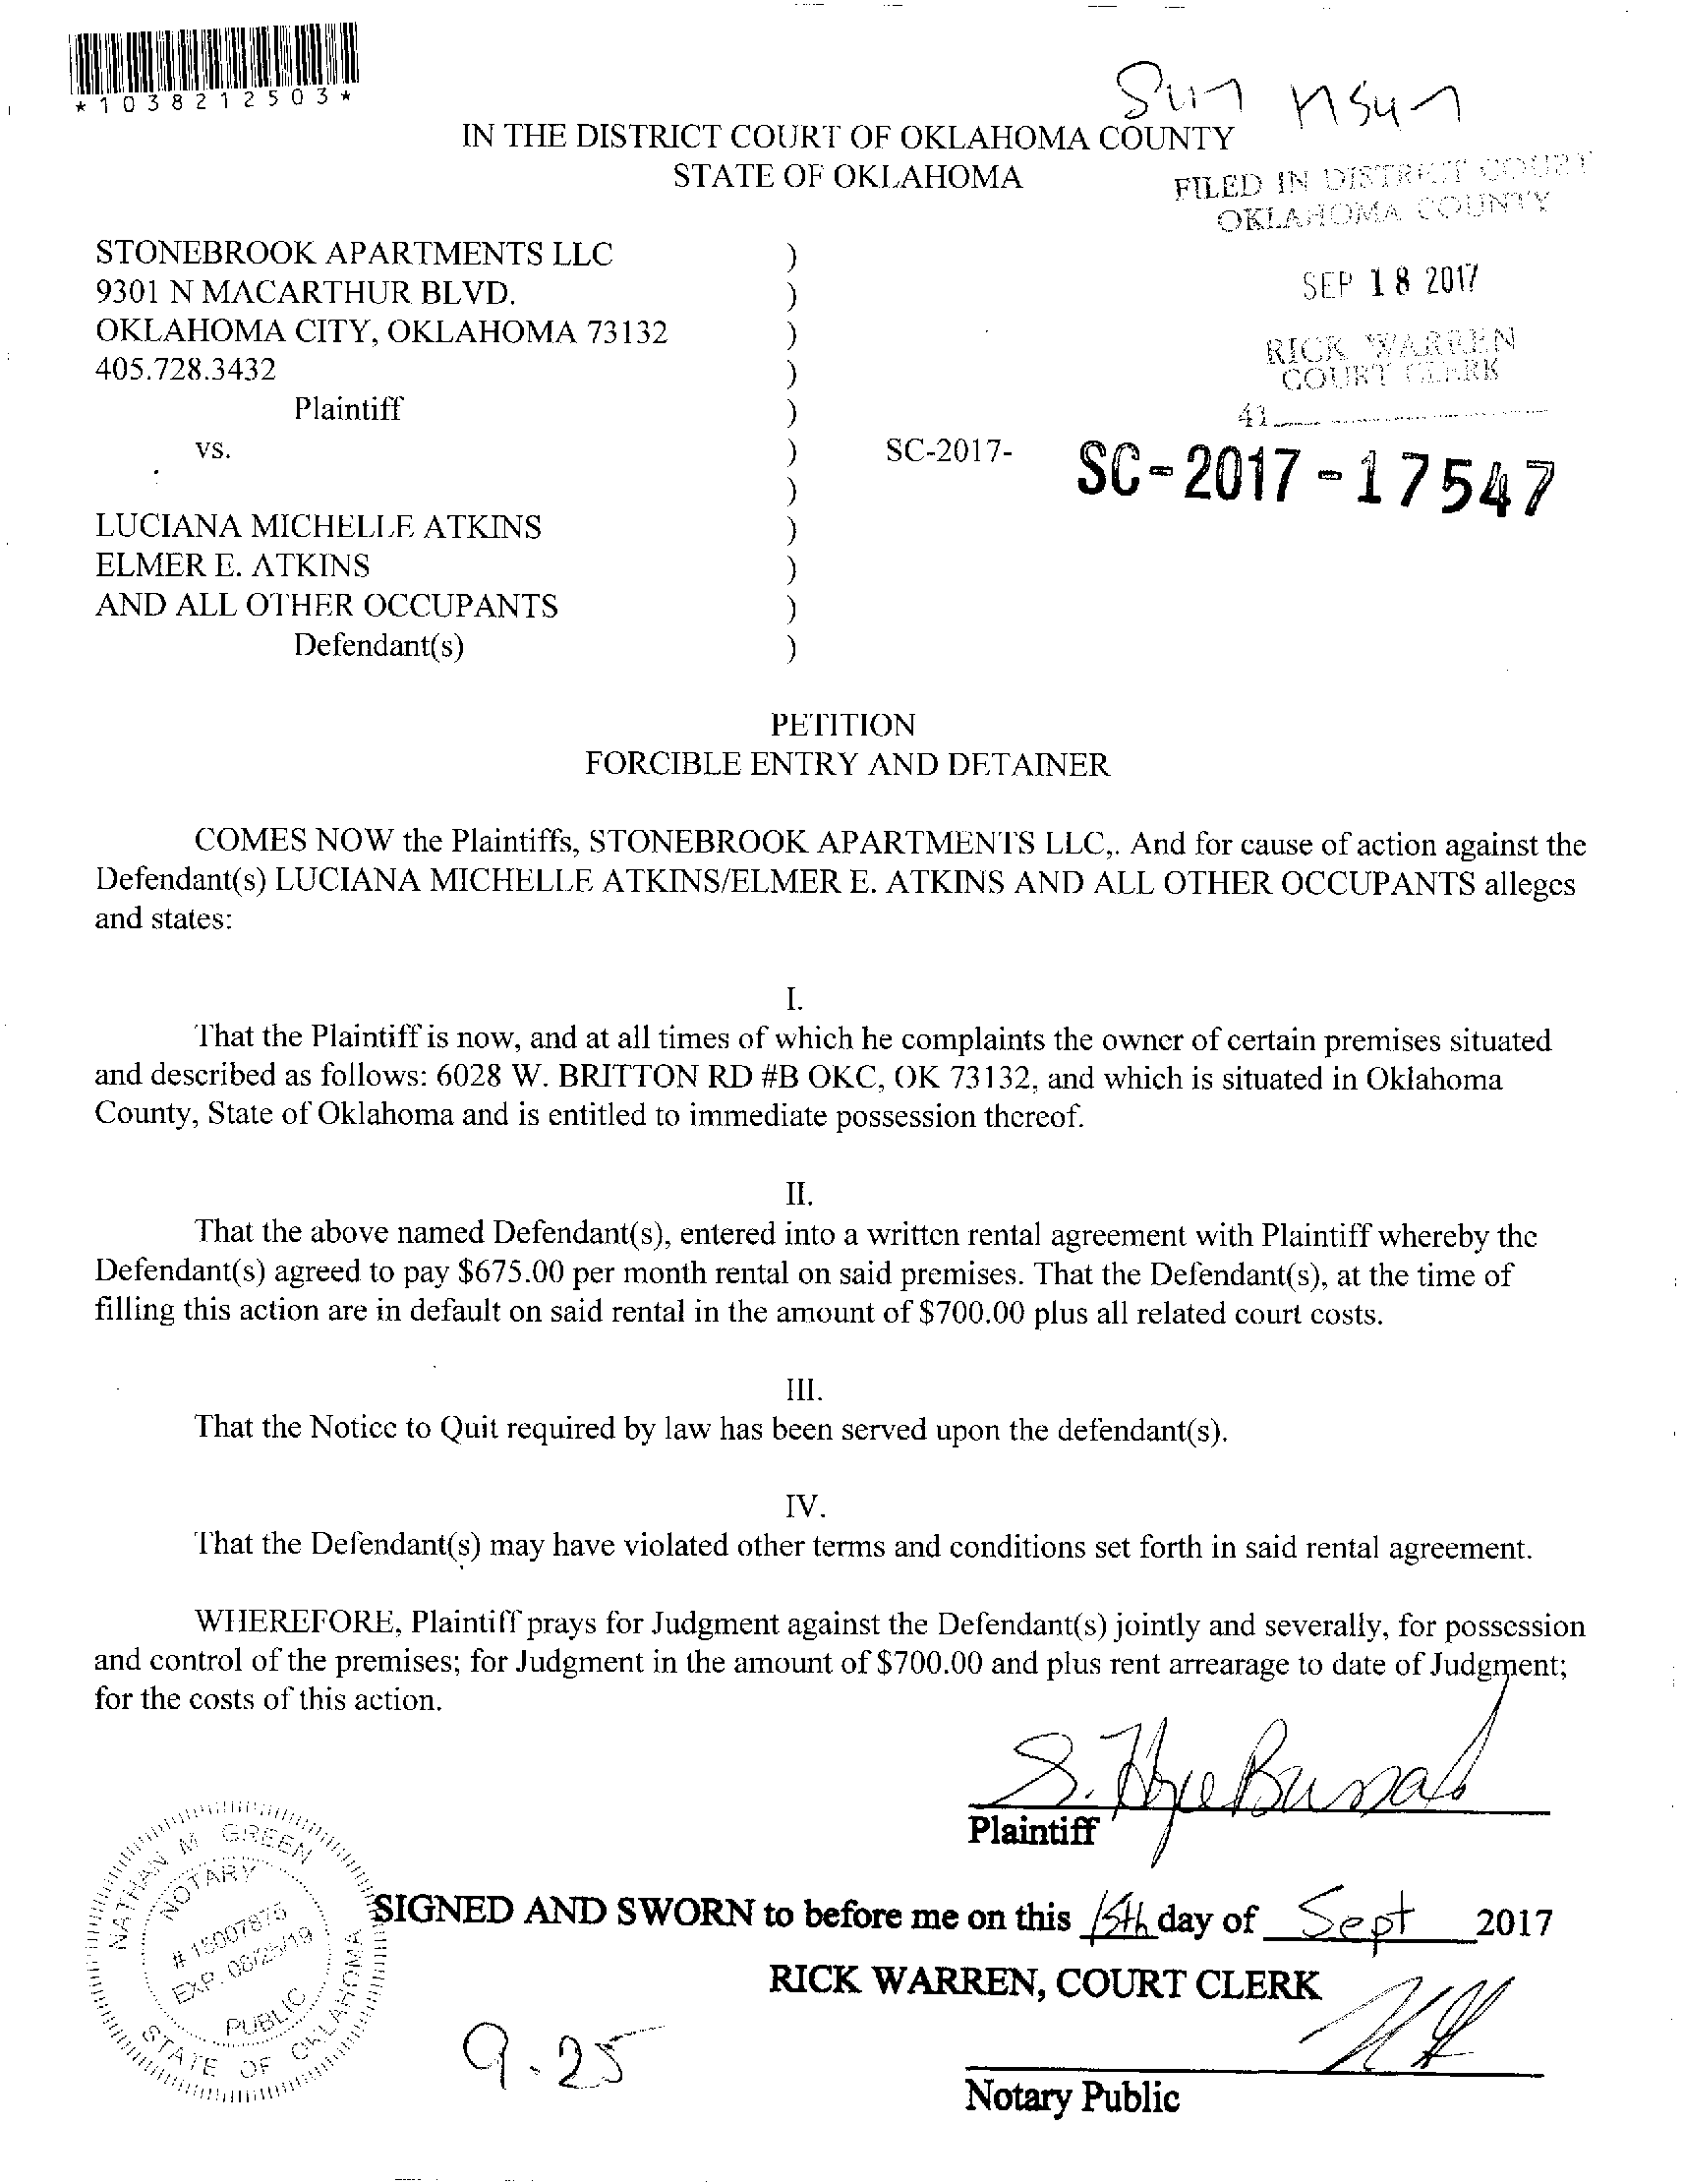 *1038212503*
IN THE DISTRICT COURT OF OKLAHOMA COUNTY
STATE OF OKLAHOMA
FILED IN DISTRICT COURT
OKLAHOMA COUNTY
SEP 18 2017
RICK WARREN
COURT CLERK
41
STONEBROOK APARTMENTS LLC )
9301 N MACARTHUR BLVD. )
OKLAHOMA CITY, OKLAHOMA 73132 )
405.728.3432 )
Plaintiff )
vs. ) SC-2017- SC-2017-17547
)
LUCIANA MICHELLE ATKINS )
ELMER E. ATKINS )
AND ALL OTHER OCCUPANTS )
Defendant(s) )
PETITION
FORCIBLE ENTRY AND DETAINER
COMES NOW the Plaintiffs, STONEBROOK APARTMENTS LLC,. And for cause of action against the
Defendant(s) LUCIANA MICHELLE ATKINS/ELMER E. ATKINS AND ALL OTHER OCCUPANTS alleges
and states:
I.
That the Plaintiff is now, and at all times of which he complaints the owner of certain premises situated
and described as follows: 6028 W. BRITTON RD #B OKC, OK 73132, and which is situated in Oklahoma
County, State of Oklahoma and is entitled to immediate possession thereof.
II.
That the above named Defendant(s), entered into a written rental agreement with Plaintiff whereby the
Defendant(s) agreed to pay $675.00 per month rental on said premises. That the Defendant(s), at the time of
filling this action are in default on said rental in the amount of $700.00 plus all related court costs.
III.
That the Notice to Quit required by law has been served upon the defendant(s).
IV.
That the Defendant(s) may have violated other terms and conditions set forth in said rental agreement.
WHEREFORE, Plaintiff prays for Judgment against the Defendant(s) jointly and severally, for possession
and control of the premises; for Judgment in the amount of $700.00 and plus rent arrearage to date of Judgment;
for the costs of this action.
Plaintiff
NATHAN M GREEN
NOTARY
# 15007875
EXP. 08/25/19
PUBLIC
STATE OF OKLAHOMA
SIGNED AND SWORN to before me on this 15th day of Sept 2017
RICK WARREN, COURT CLERK
9.25
Notary Public